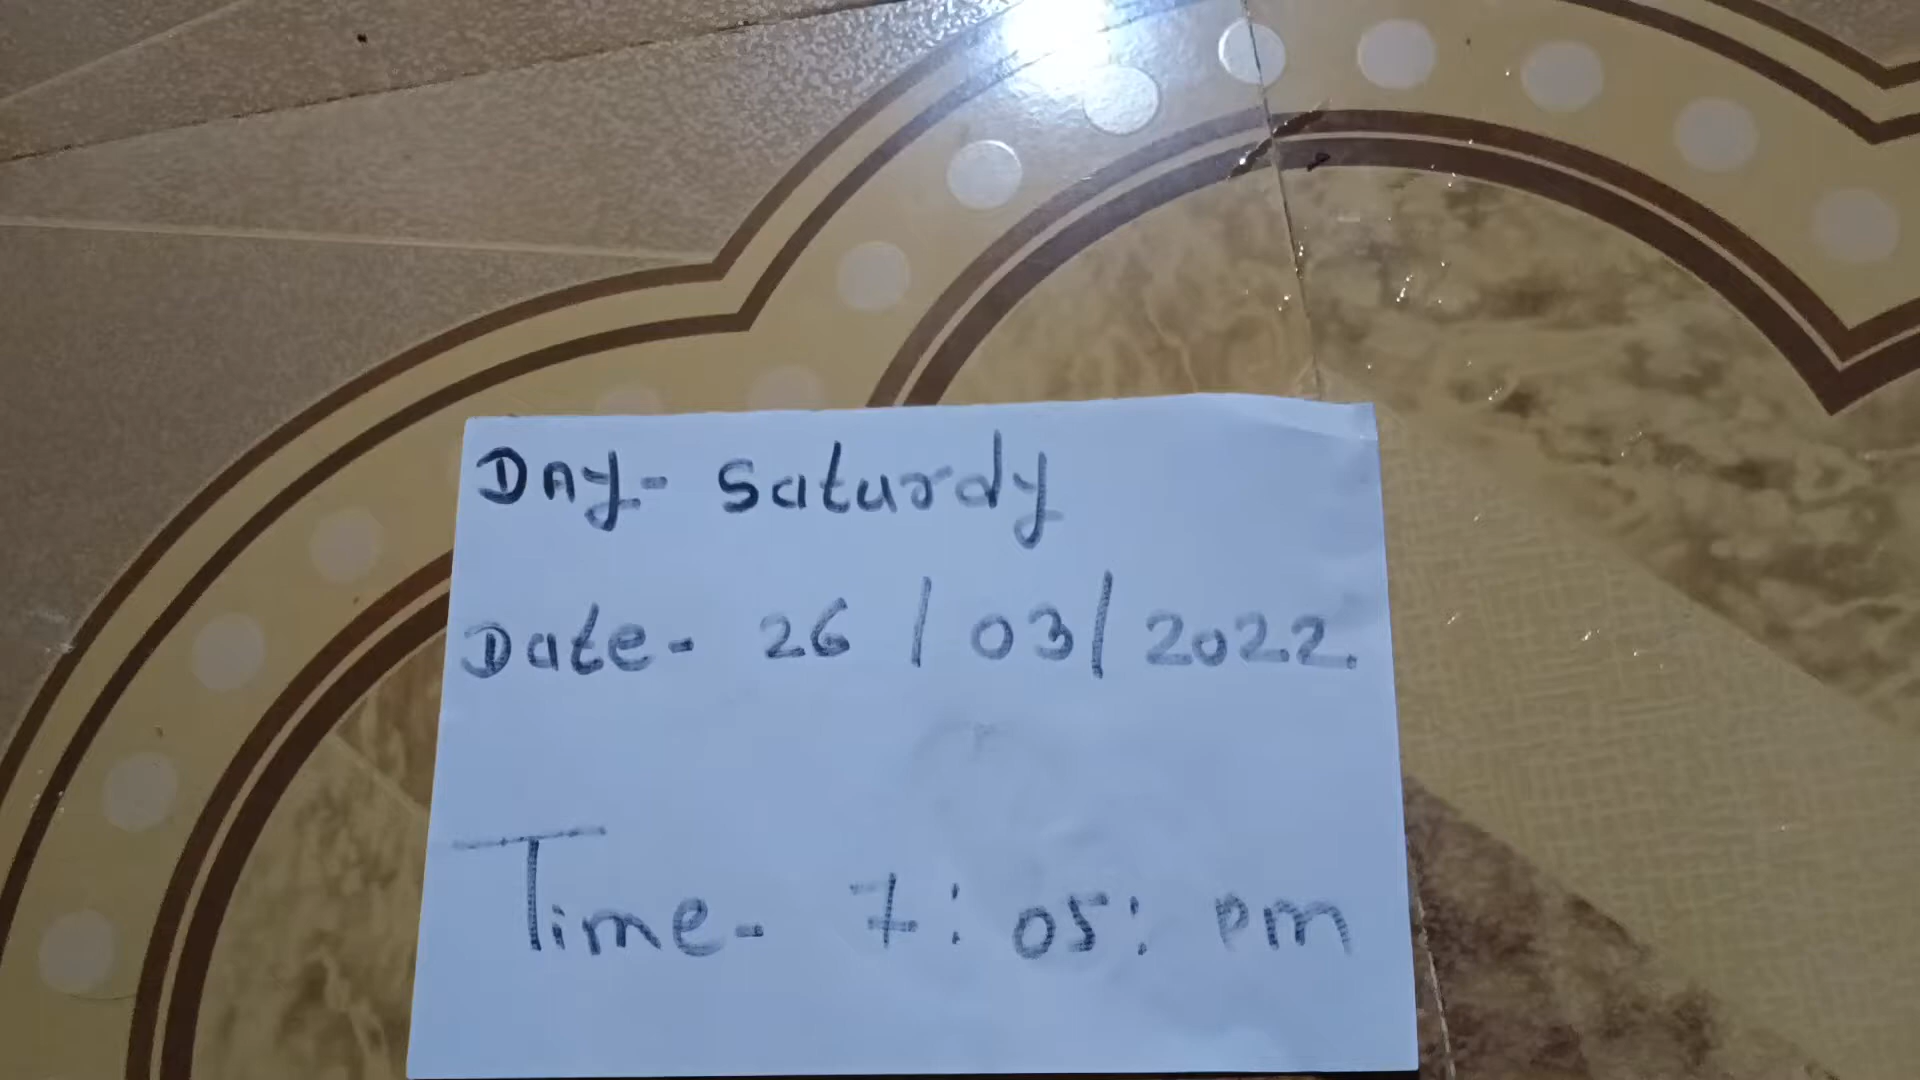 DAY- Saturdy
Date- 26/03/2022.
Time- 7:05: pm